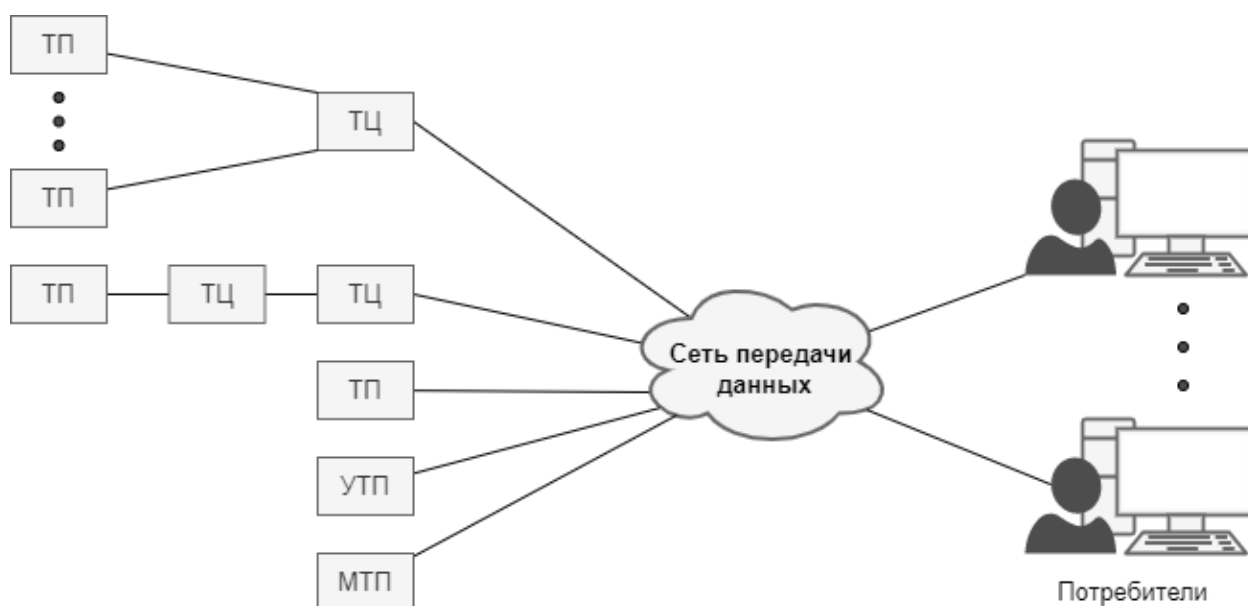 ТП
ТЦ
ТП
ТП
ТЦ
ТЦ
Сеть передачи
данных
ТП
УТП
МТП
Потребители